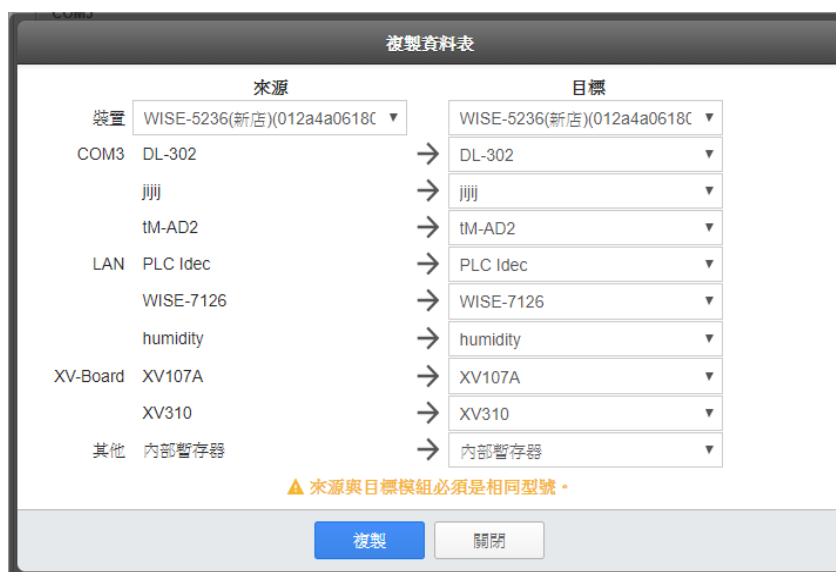 複製資料表
來源 目標
裝置 WISE-5236(新店)(012a4a06180 WISE-5236(新店)(012a4a06180
COM3 DL-302 → DL-302
jijij → jijij
tM-AD2 → tM-AD2
LAN PLC Idec → PLC Idec
WISE-7126 → WISE-7126
humidity → humidity
XV-Board XV107A → XV107A
XV310 → XV310
其他 內部暫存器 → 內部暫存器
來源與目標模組必須是相同型號。
複製 關閉